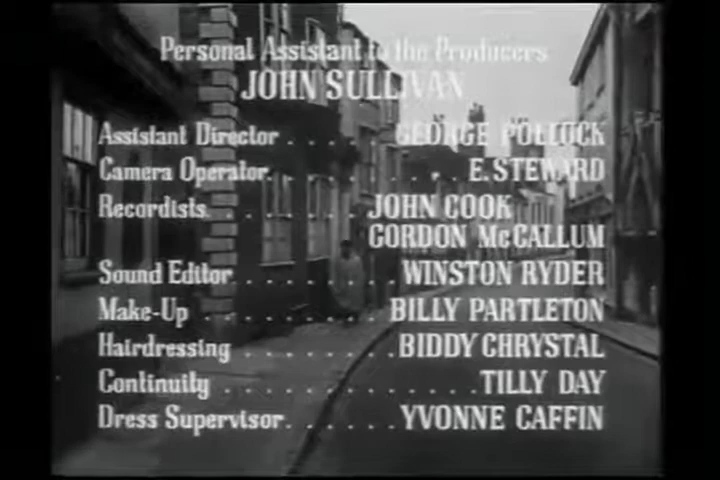 Personal Assistant to the Producers
JOHN SULLIVAN
Assistant Director . . . . GEORGE POLLOCK
Camera Operator. . . . . . . E. STEWARD
Recordists. . . . . . . . JOHN COOK
GORDON McCALLUM
Sound Editor . . . . . . . WINSTON RYDER
Make-Up . . . . . . . . . BILLY PARTLETON
Hairdressing . . . . . . . BIDDY CHRYSTAL
Continuity . . . . . . . . . . . . TILLY DAY
Dress Supervisor. . . . . . YVONNE CAFFIN